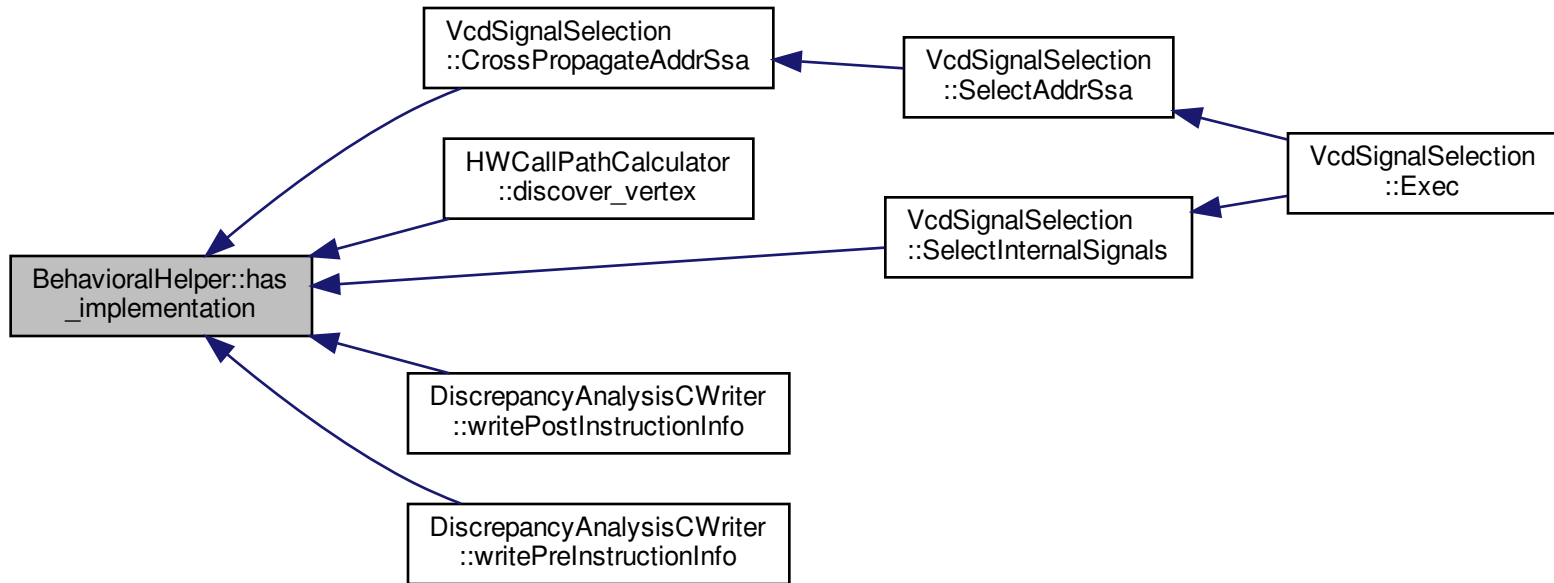 VcdSignalSelection
::CrossPropagateAddrSsa
VcdSignalSelection
::SelectAddrSsa
HWCallPathCalculator
::discover_vertex
VcdSignalSelection
::Exec
VcdSignalSelection
::SelectInternalSignals
BehavioralHelper::has
_implementation
DiscrepancyAnalysisCWriter
::writePostInstructionInfo
DiscrepancyAnalysisCWriter
::writePreInstructionInfo